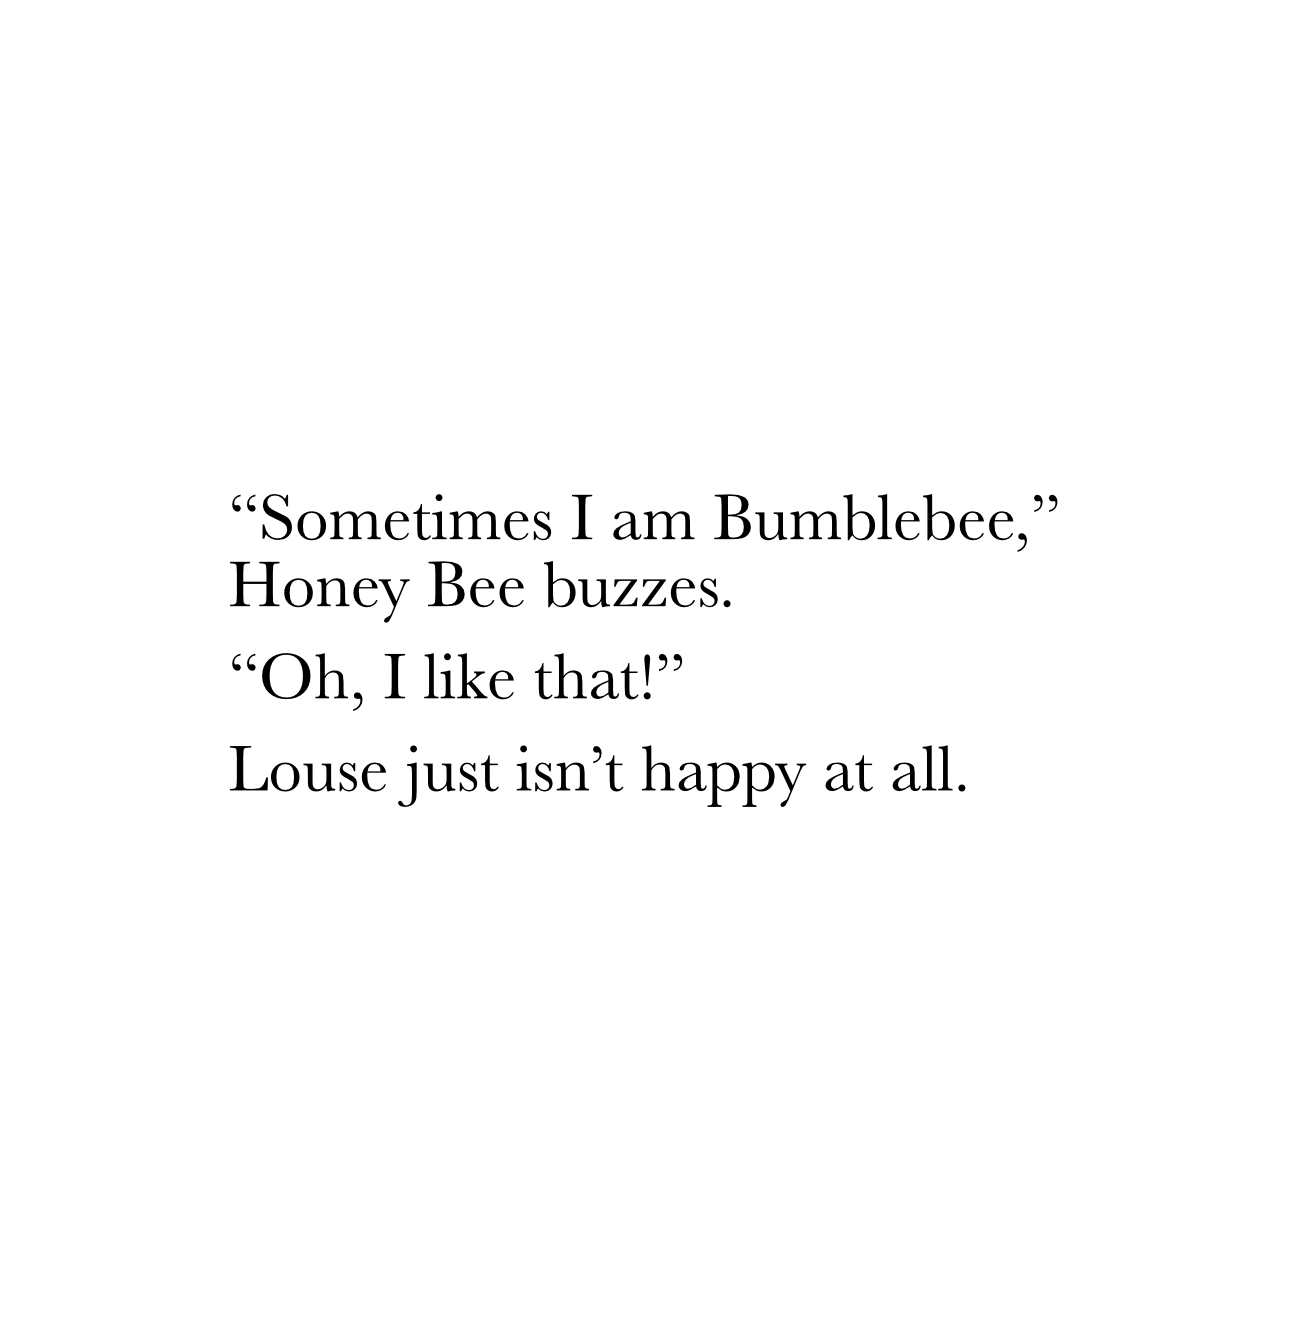 “Sometimes I am Bumblebee,”
Honey Bee buzzes.
“Oh, I like that!”
Louse just isn’t happy at all.